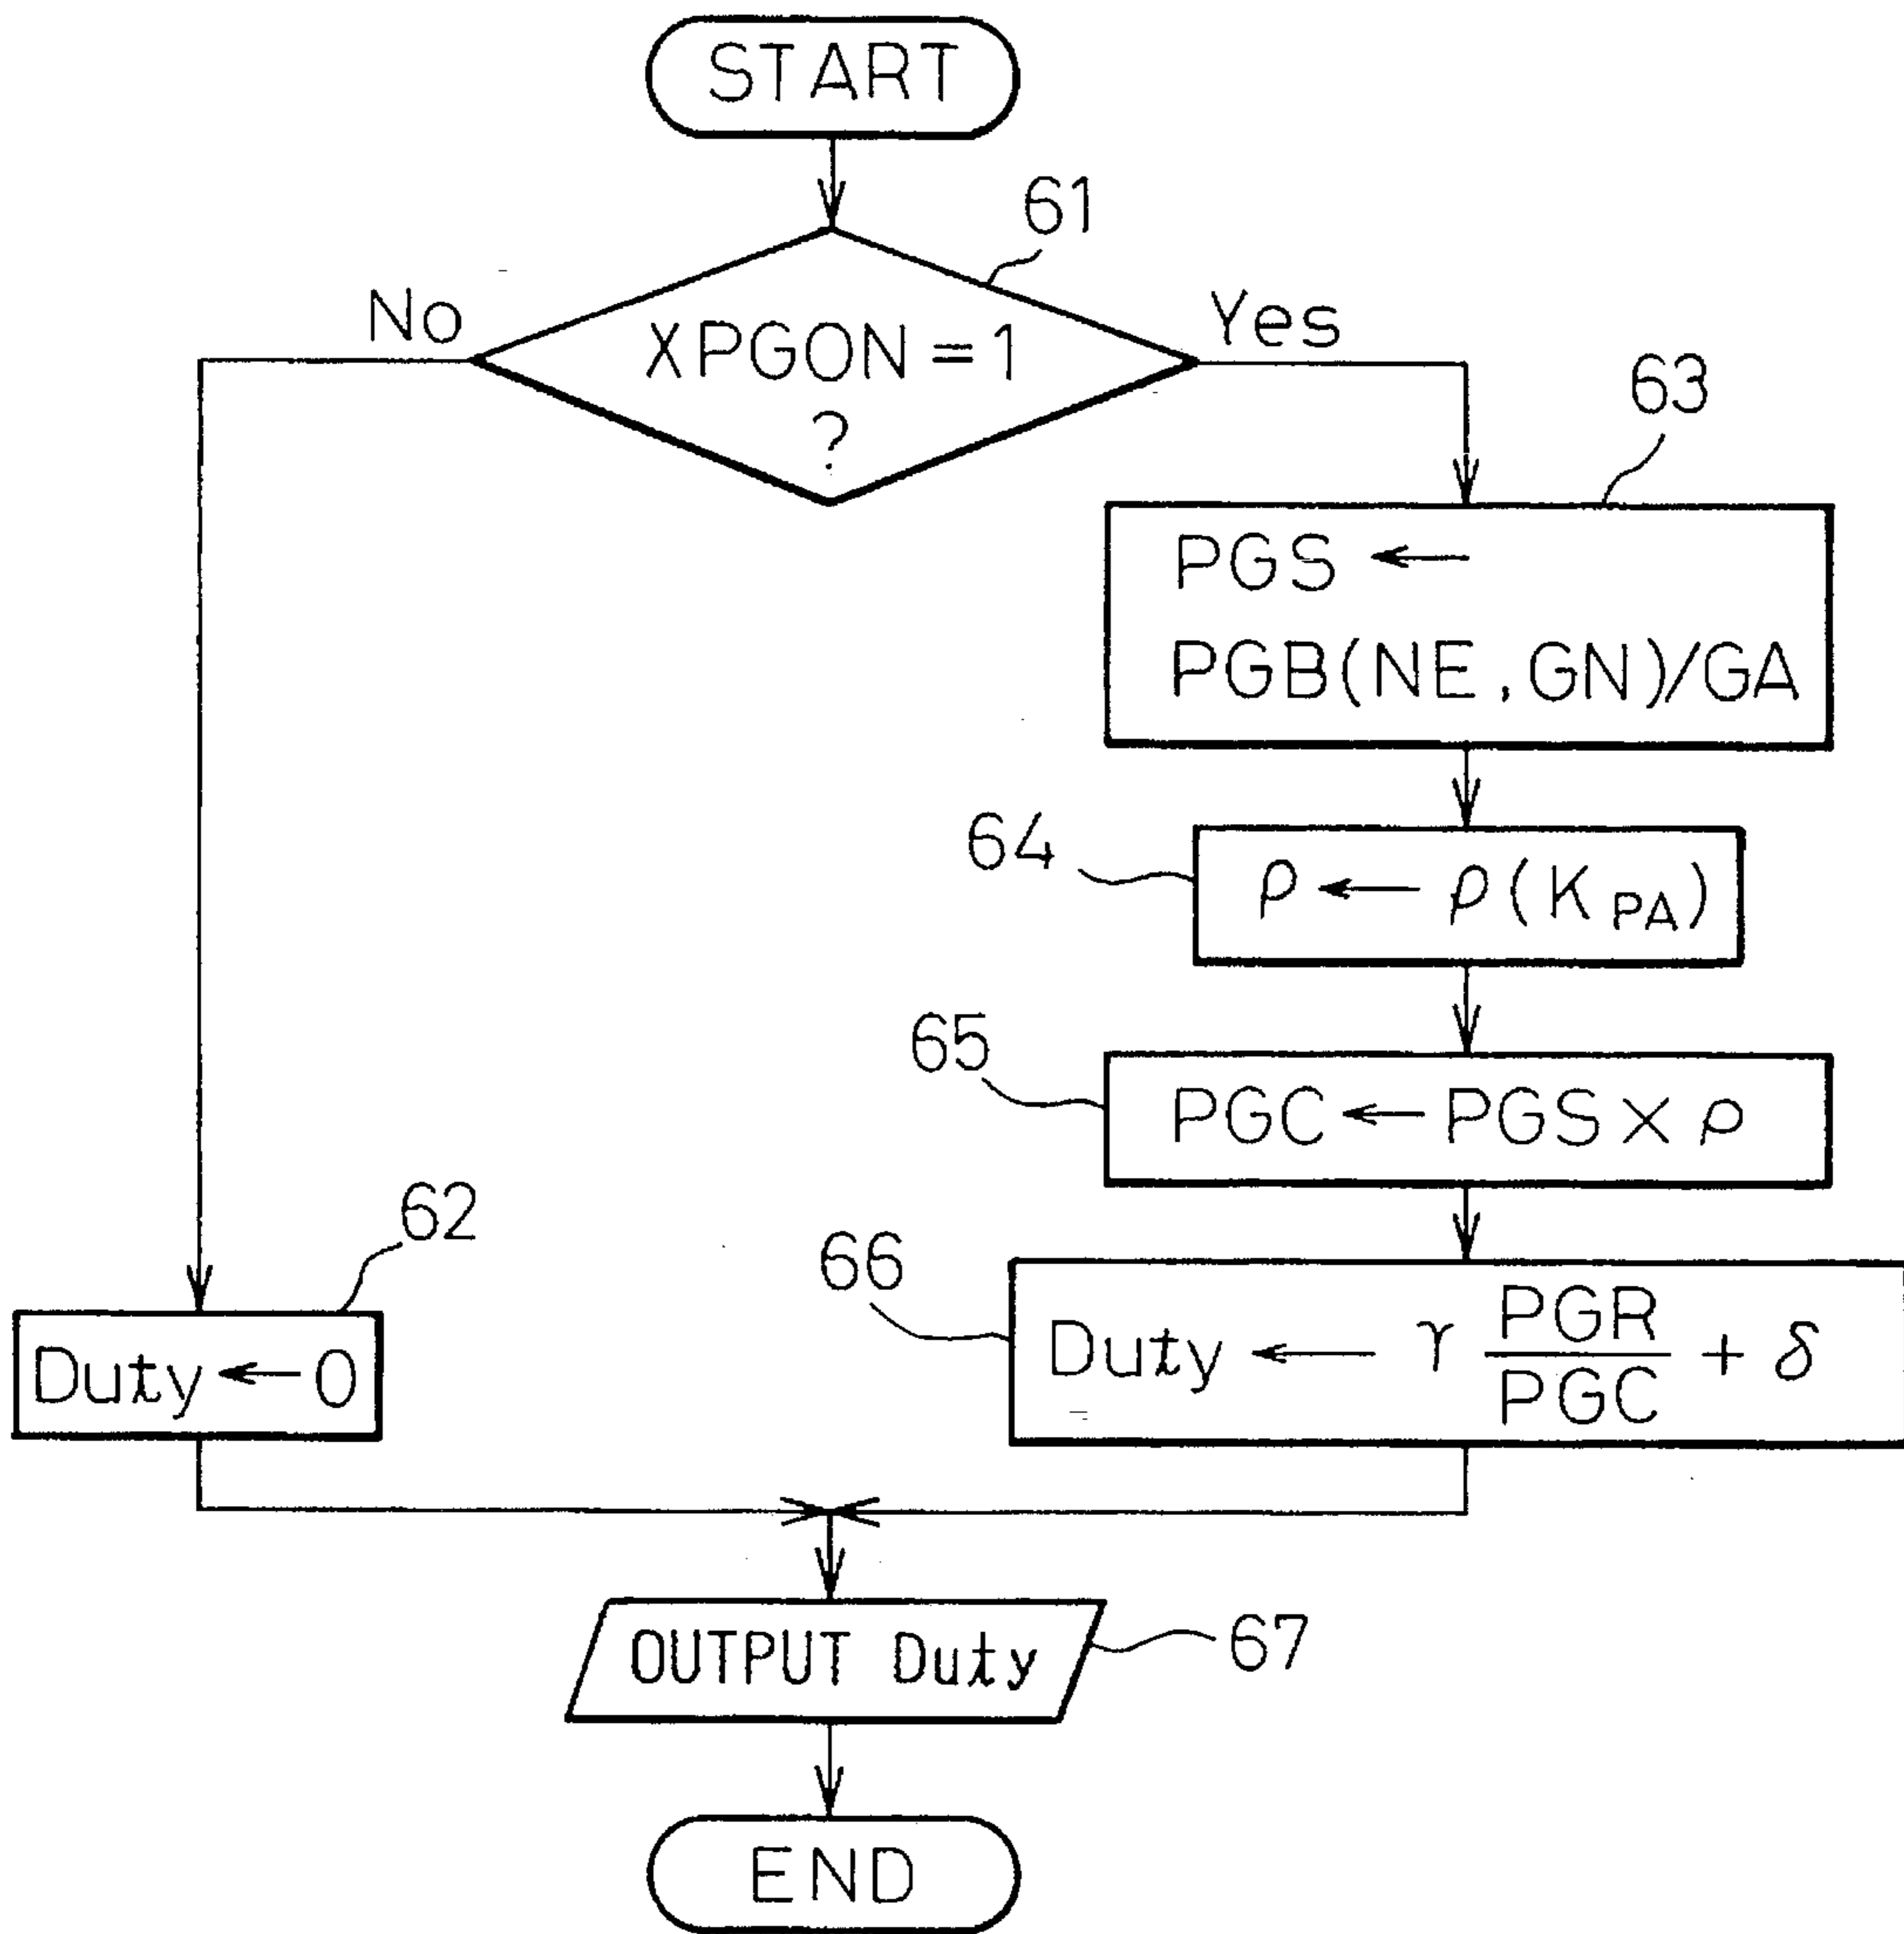 START
61
No
Yes
XPGON = 1
?
63
PGS ←
PGB(NE, GN)/GA
64
ρ ← ρ(K_PA)
65
PGC ← PGS × ρ
62
Duty ← 0
66
Duty ← γ PGR/PGC + δ
OUTPUT Duty
67
END